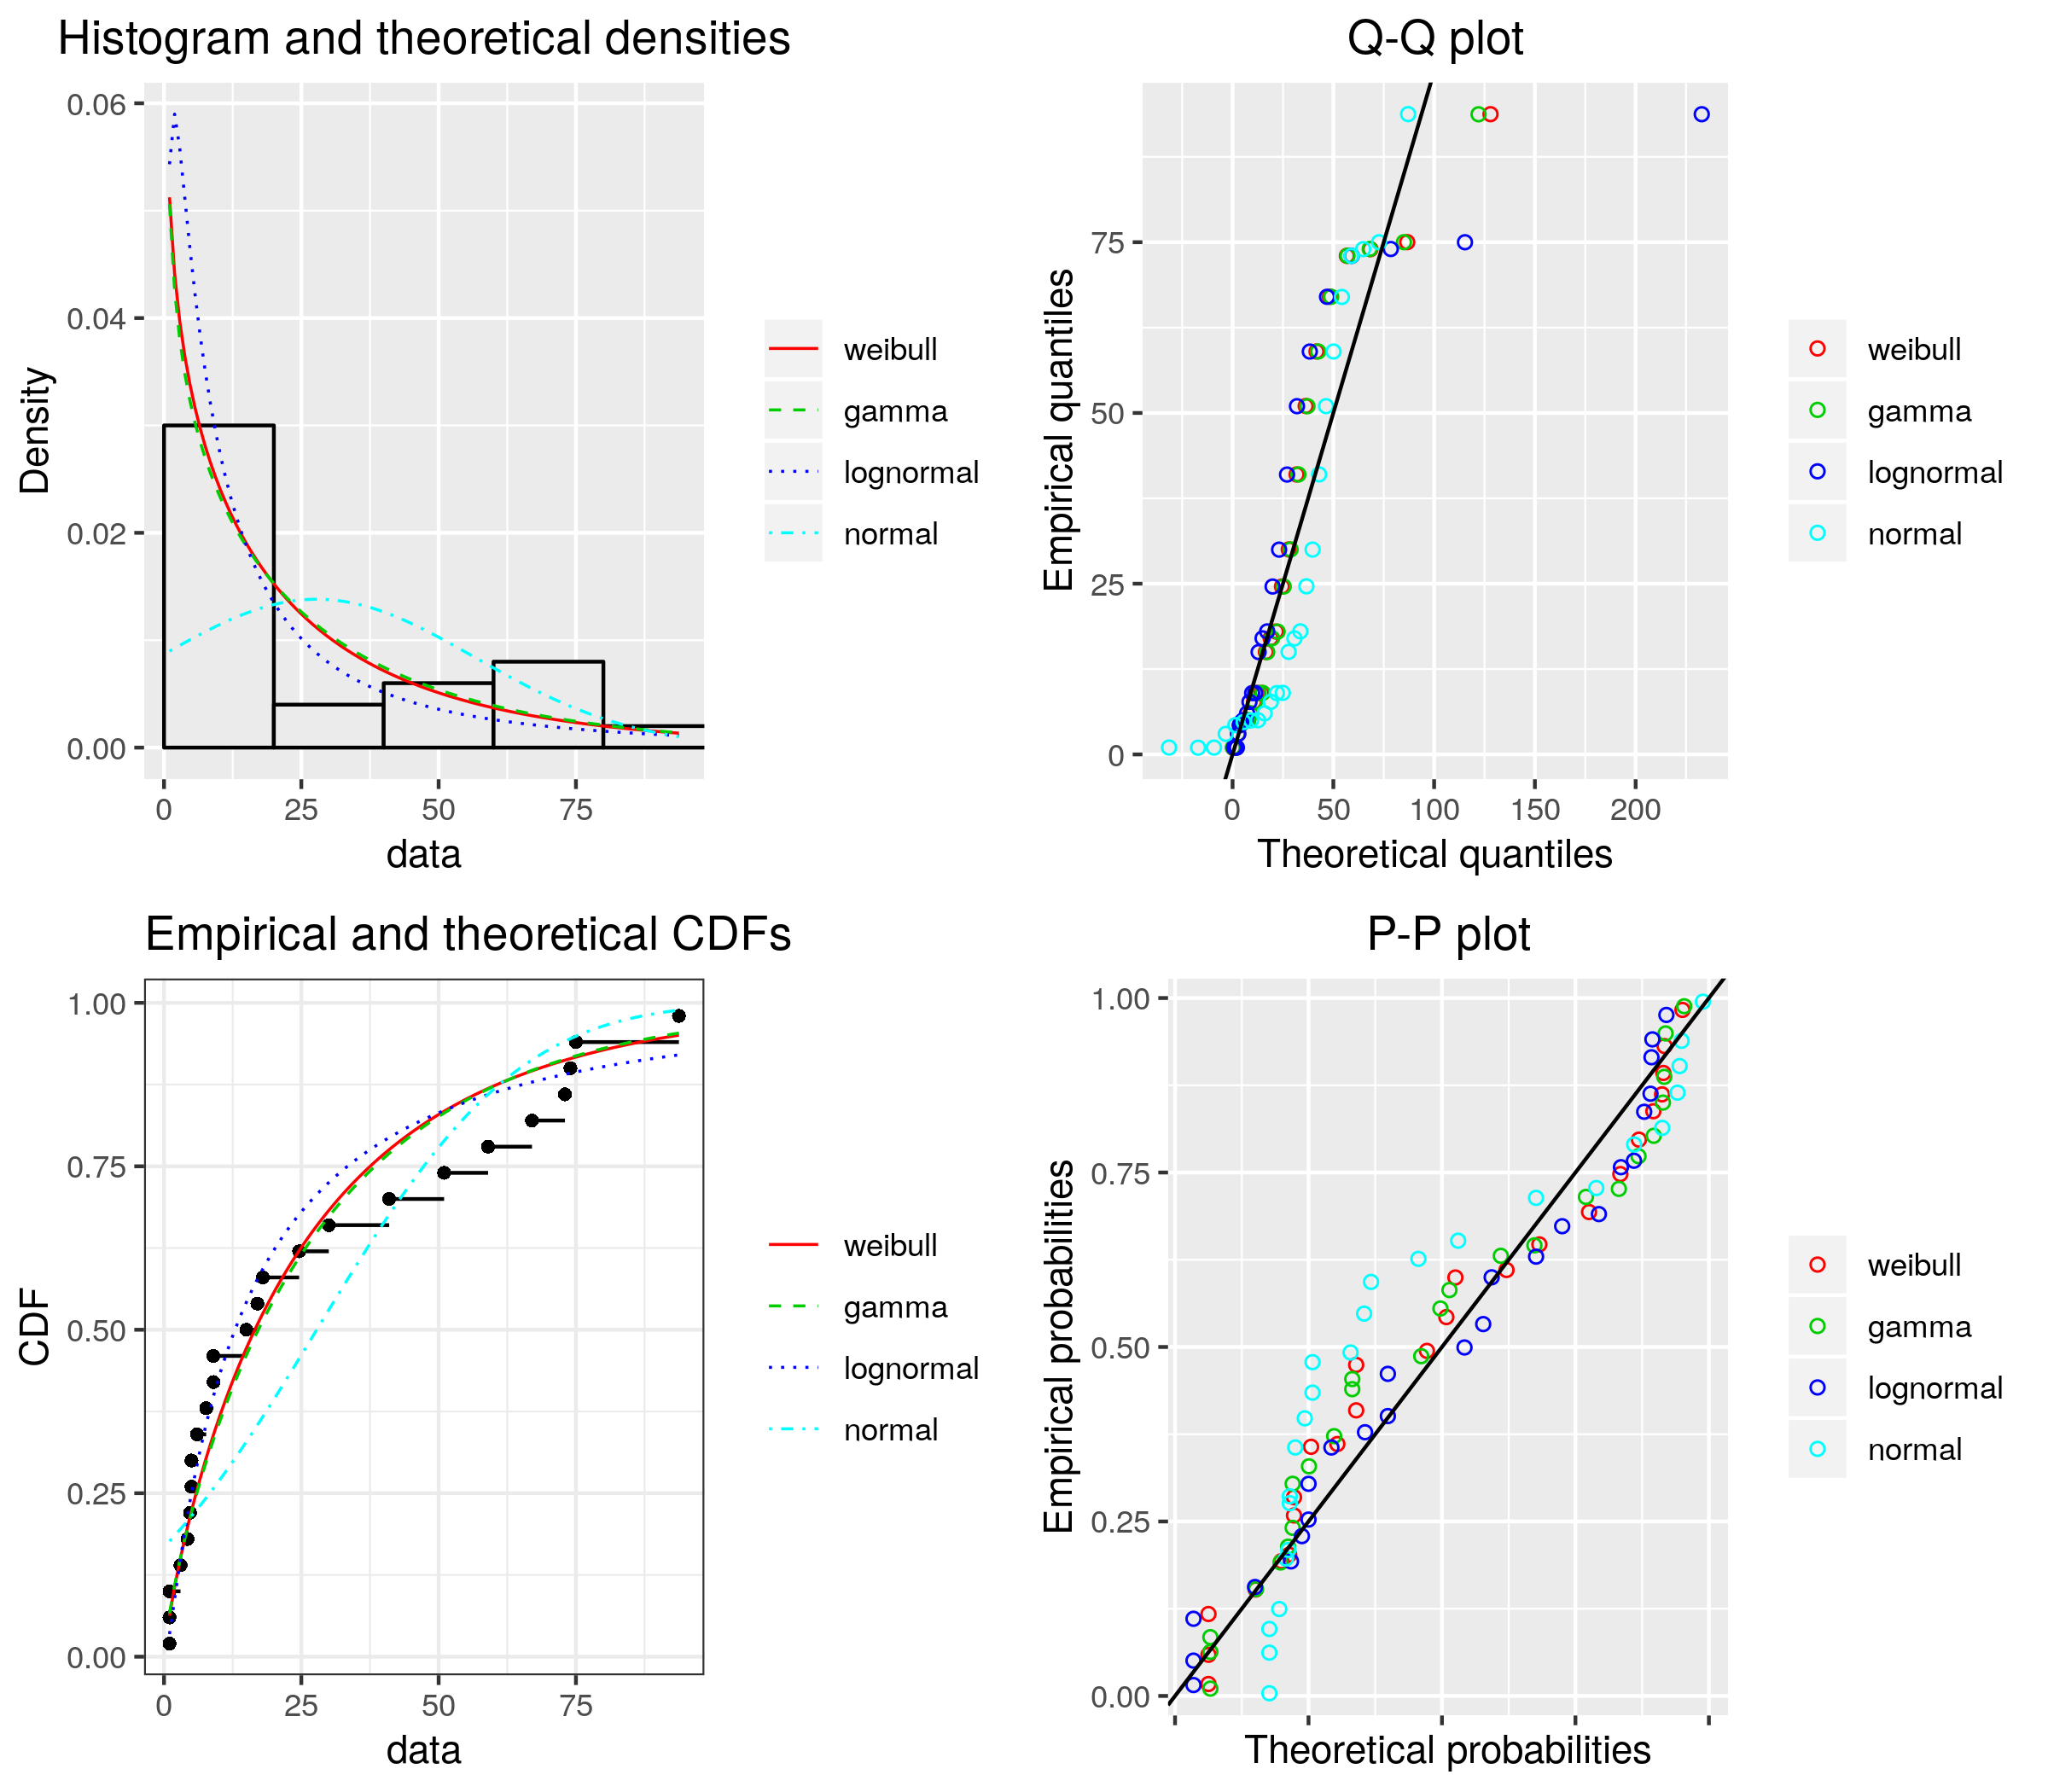 Histogram and theoretical densities
0.06
0.04
0.02
0.00
Density
0 25 50 75
data
weibull
gamma
lognormal
normal
Q-Q plot
75
50
25
0
Empirical quantiles
0 50 100 150 200
Theoretical quantiles
weibull
gamma
lognormal
normal
Empirical and theoretical CDFs
1.00
0.75
0.50
0.25
0.00
CDF
0 25 50 75
data
weibull
gamma
lognormal
normal
P-P plot
1.00
0.75
0.50
0.25
0.00
Empirical probabilities
Theoretical probabilities
weibull
gamma
lognormal
normal